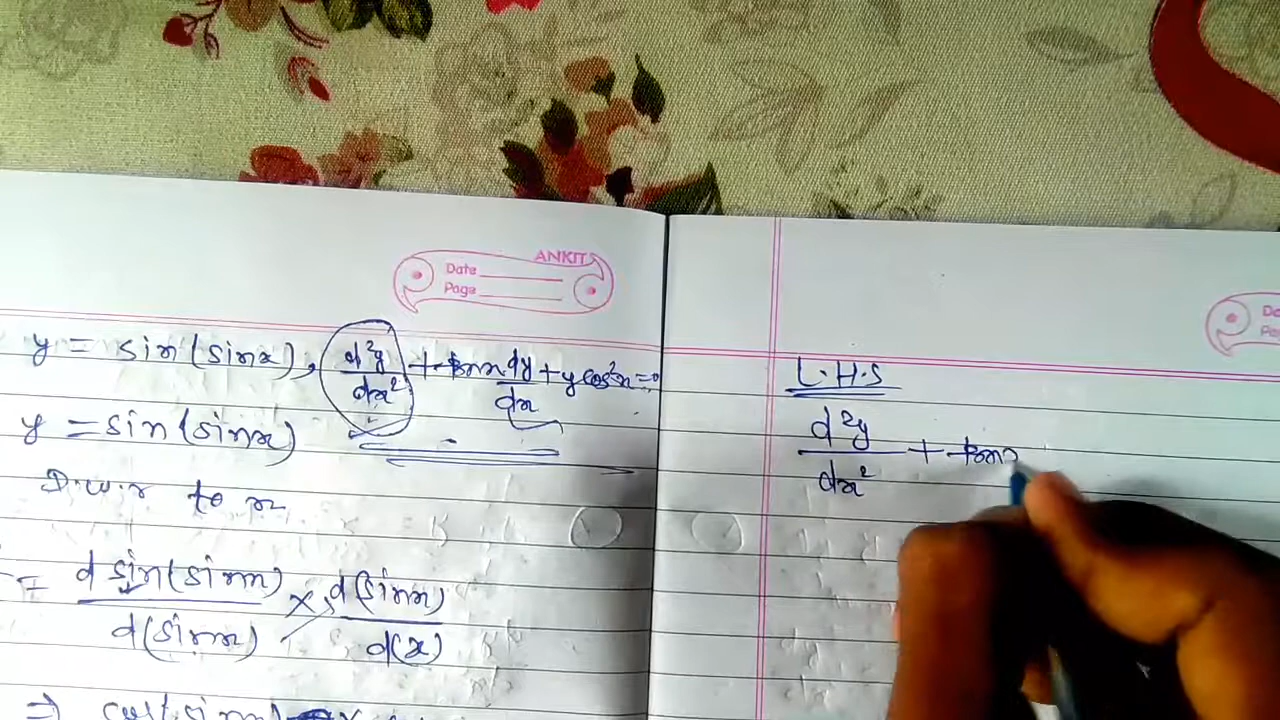 ANKIT
Date
Page
y = sin(sinx), d²y/dx² + tanx dy/dx + y cos²x = 0
y = sin(sinx)
D.w.r to x
= d sin(sinx)/d(sinx) × d(sinx)/d(x)
⇒
L.H.S
d²y/dx² + tanx